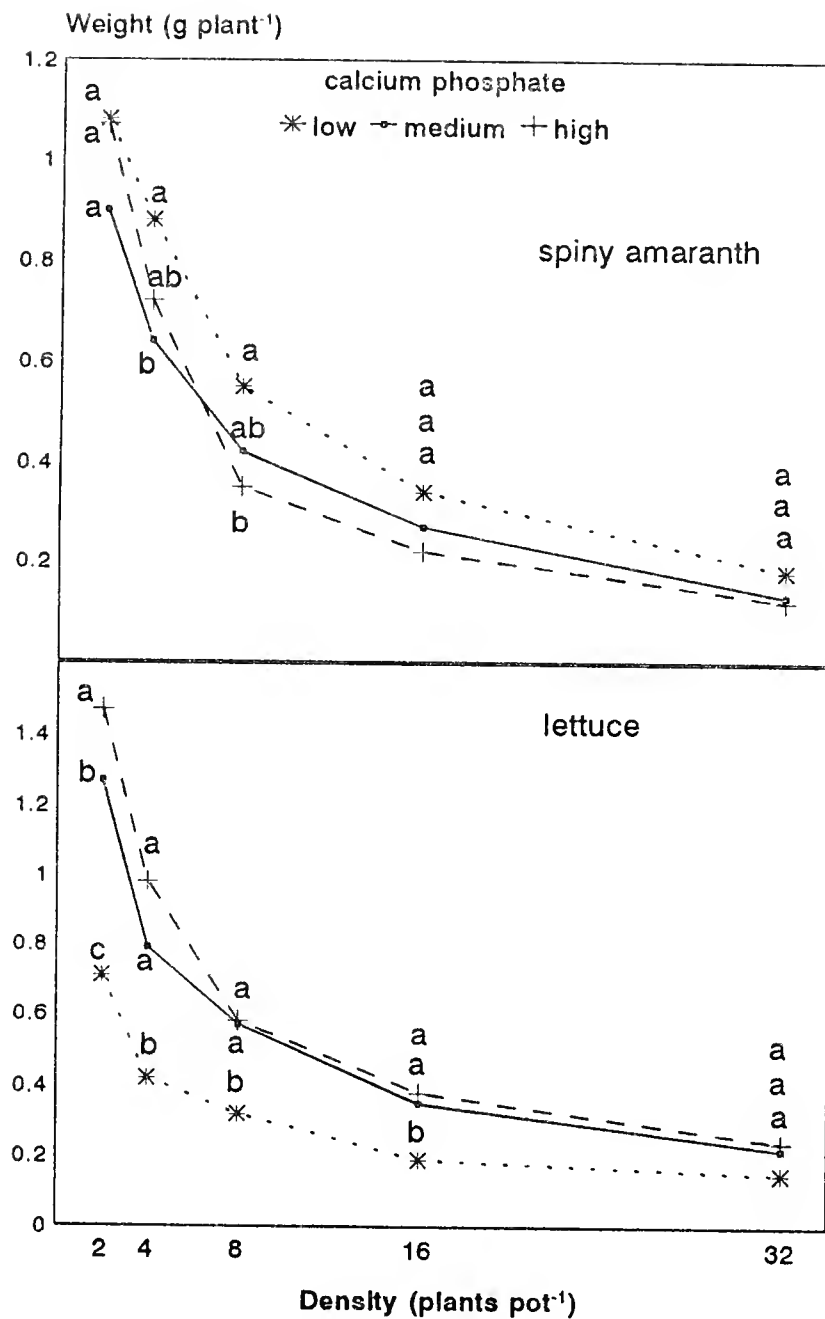 Weight (g plant⁻¹)
1.2
calcium phosphate
low medium high
a
a
a
1
a
spiny amaranth
0.8
ab
0.6
b
a
a
ab
a
0.4
a
b
a
a
a
0.2
a
lettuce
1.4
b
1.2
a
1
0.8
c
a
a
0.6
b
a
a
a
b
a
a
0.4
b
a
0.2
0
2 4 8 16 32
Density (plants pot⁻¹)